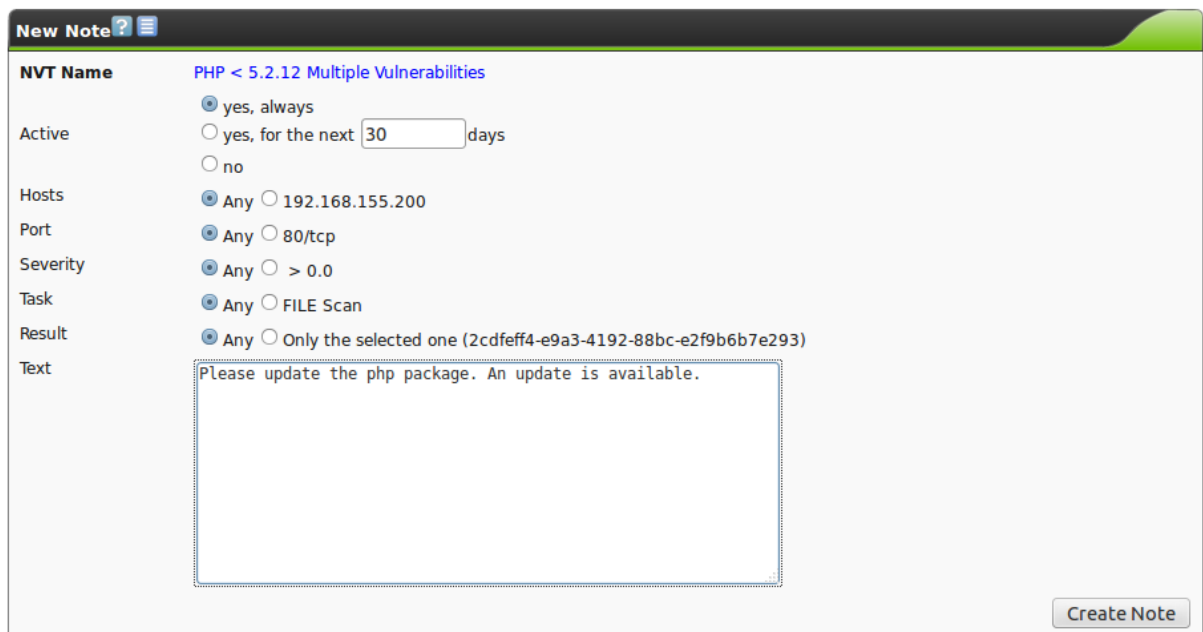 New Note ?
NVT Name PHP < 5.2.12 Multiple Vulnerabilities
yes, always
Active yes, for the next 30 days
no
Hosts Any 192.168.155.200
Port Any 80/tcp
Severity Any > 0.0
Task Any FILE Scan
Result Any Only the selected one (2cdfeff4-e9a3-4192-88bc-e2f9b6b7e293)
Text Please update the php package. An update is available.
Create Note